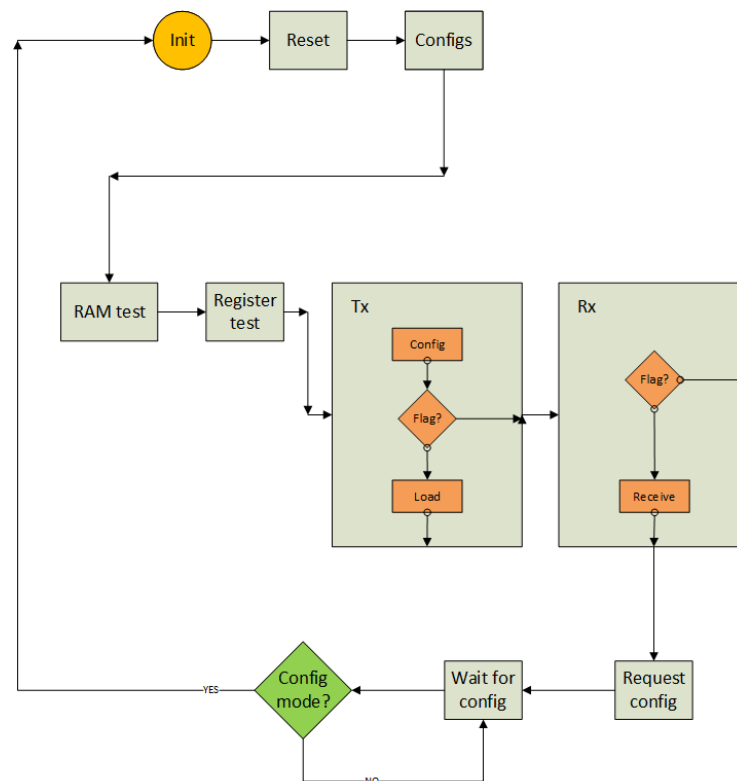 Init
Reset
Configs
RAM test
Register
test
Tx
Config
Flag?
Load
Rx
Flag?
Receive
Config
mode?
Wait for
config
Request
config
YES
NO